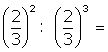 (2/3)² : (2/3)³ =